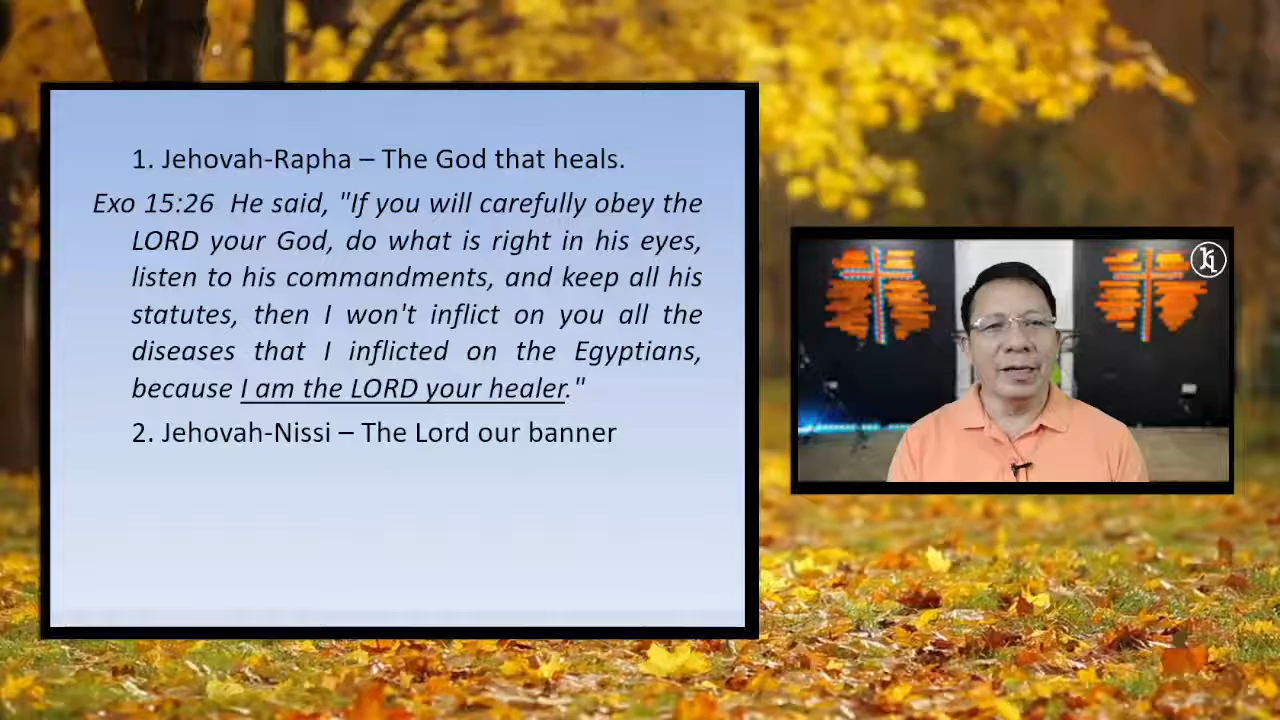 1. Jehovah-Rapha – The God that heals.
Exo 15:26 He said, "If you will carefully obey the
LORD your God, do what is right in his eyes,
listen to his commandments, and keep all his
statutes, then I won't inflict on you all the
diseases that I inflicted on the Egyptians,
because I am the LORD your healer."
2. Jehovah-Nissi – The Lord our banner